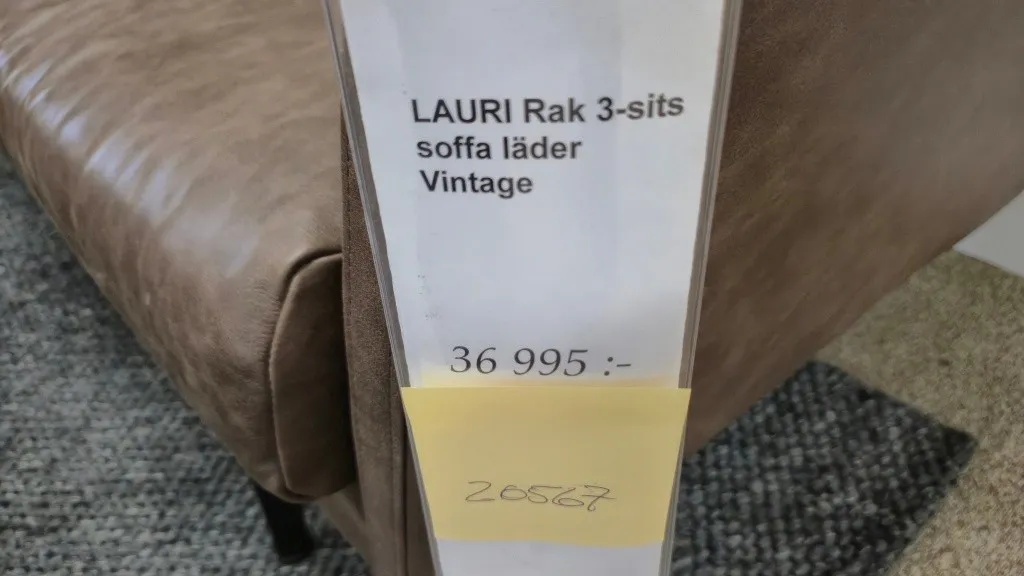 LAURI Rak 3-sits
soffa läder
Vintage
36 995 :-
20567